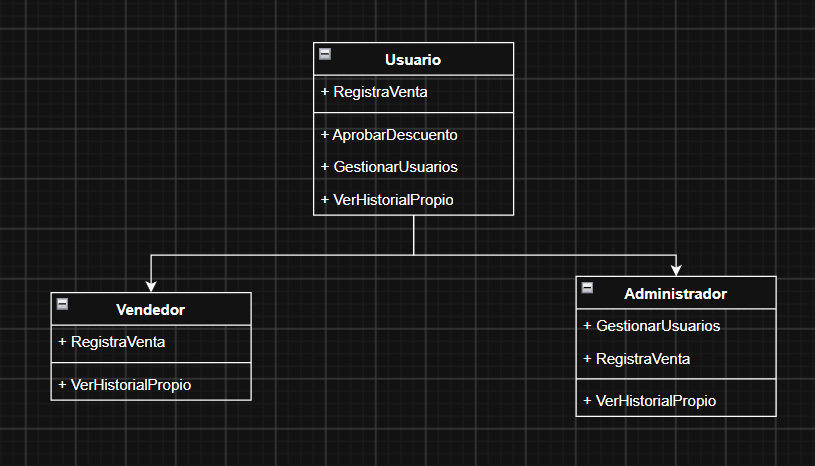 Usuario
+ RegistraVenta
+ AprobarDescuento
+ GestionarUsuarios
+ VerHistorialPropio
Vendedor
+ RegistraVenta
+ VerHistorialPropio
Administrador
+ GestionarUsuarios
+ RegistraVenta
+ VerHistorialPropio